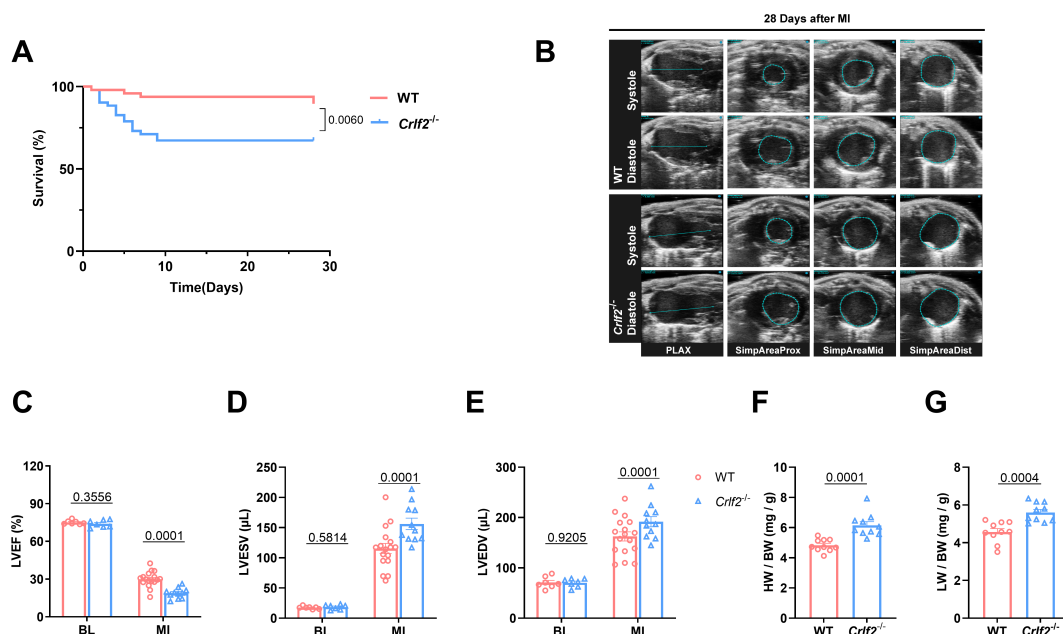 28 Days after MI
A
B
Survival (%)
100
50
0
0
10
20
30
Time(Days)
WT
Crlf2-/-
0.0060
Systole
WT
Diastole
Systole
Crlf2-/-
Diastole
PLAX
SimpAreaProx
SimpAreaMid
SimpAreaDist
C
LVEF (%)
120
90
60
30
0
0.3556
0.0001
BL
MI
D
LVESV (µL)
250
200
150
100
50
0
0.5814
0.0001
BL
MI
E
LVEDV (µL)
300
200
100
0
0.9205
0.0001
BL
MI
WT
Crlf2-/-
F
HW / BW (mg / g)
10
8
6
4
2
0
0.0001
WT
Crlf2-/-
G
LW / BW (mg / g)
8
6
4
2
0
0.0004
WT
Crlf2-/-